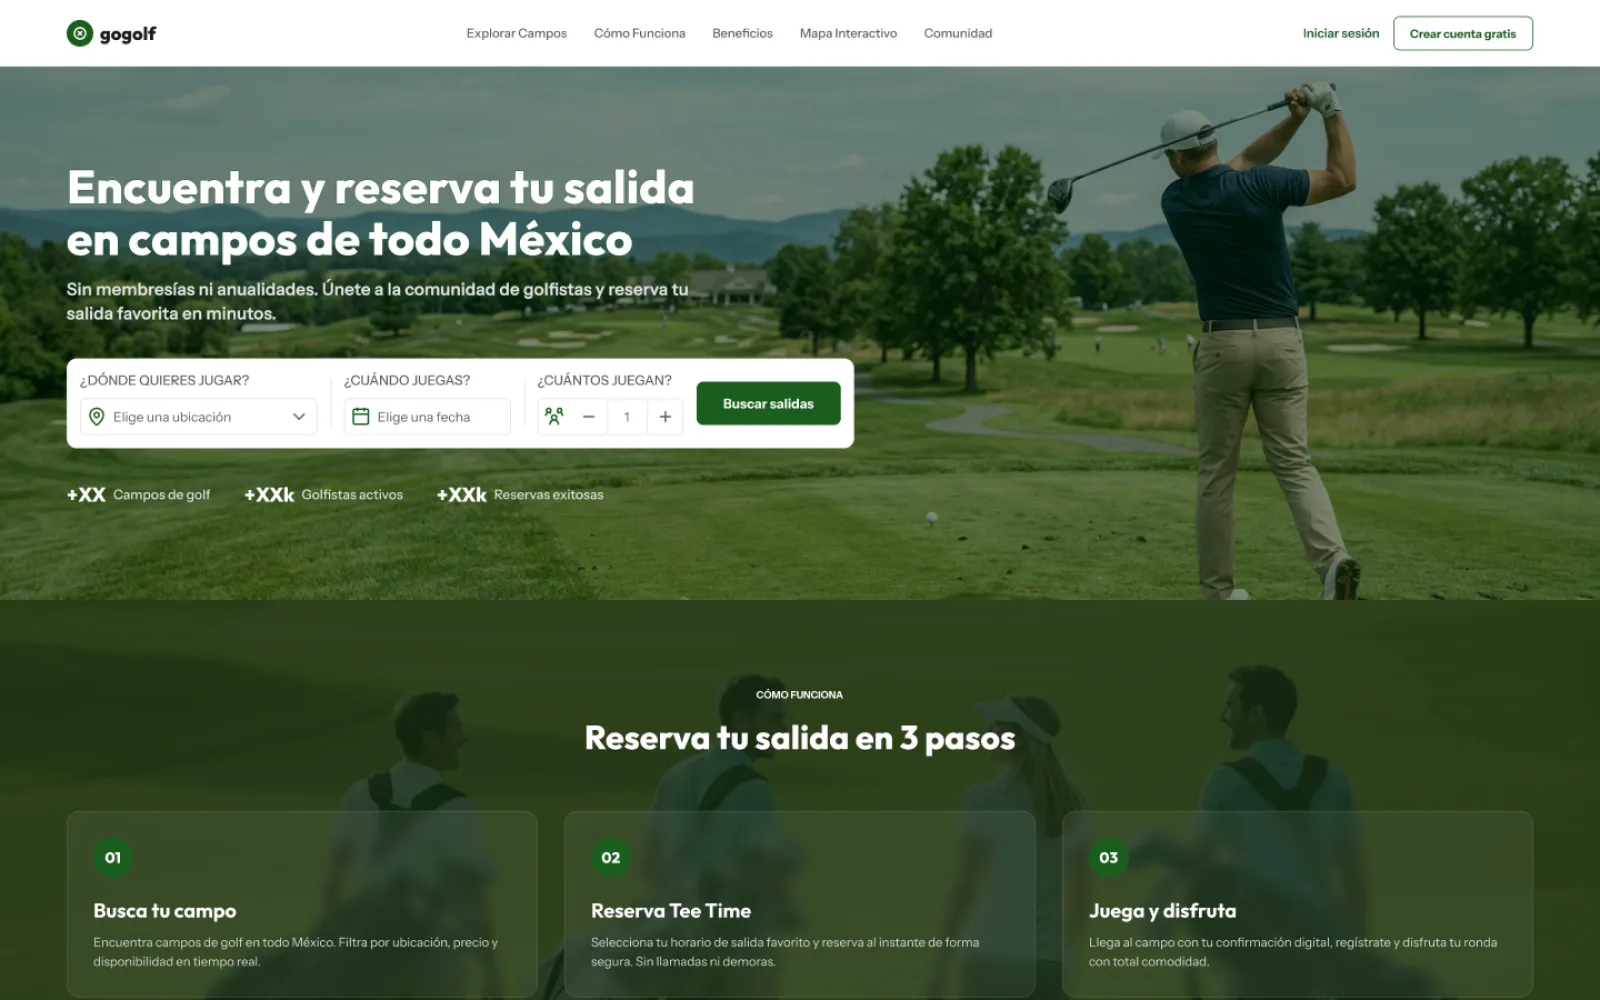 gogolf
Explorar Campos
Cómo Funciona
Beneficios
Mapa Interactivo
Comunidad
Iniciar sesión
Crear cuenta gratis
Encuentra y reserva tu salida
en campos de todo México
Sin membresías ni anualidades. Únete a la comunidad de golfistas y reserva tu
salida favorita en minutos.
¿DÓNDE QUIERES JUGAR?
Elige una ubicación
¿CUÁNDO JUEGAS?
Elige una fecha
¿CUÁNTOS JUEGAN?
1
Buscar salidas
+XX Campos de golf
+XXk Golfistas activos
+XXk Reservas exitosas
CÓMO FUNCIONA
Reserva tu salida en 3 pasos
01
Busca tu campo
Encuentra campos de golf en todo México. Filtra por ubicación, precio y
disponibilidad en tiempo real.
02
Reserva Tee Time
Selecciona tu horario de salida favorito y reserva al instante de forma
segura. Sin llamadas ni demoras.
03
Juega y disfruta
Llega al campo con tu confirmación digital, regístrate y disfruta tu ronda
con total comodidad.